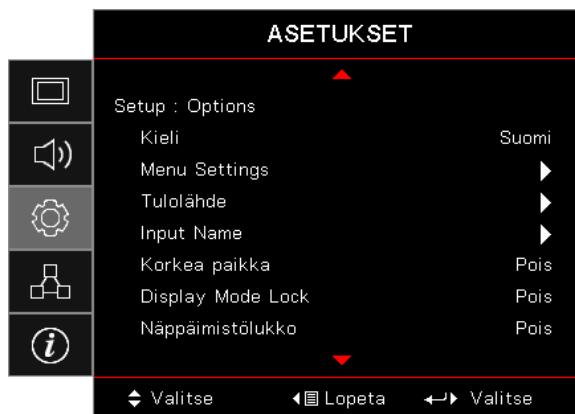 ASETUKSET
Setup : Options
Kieli Suomi
Menu Settings
Tulolähde
Input Name
Korkea paikka Pois
Display Mode Lock Pois
Näppäimistölukko Pois
Valitse Lopeta Valitse